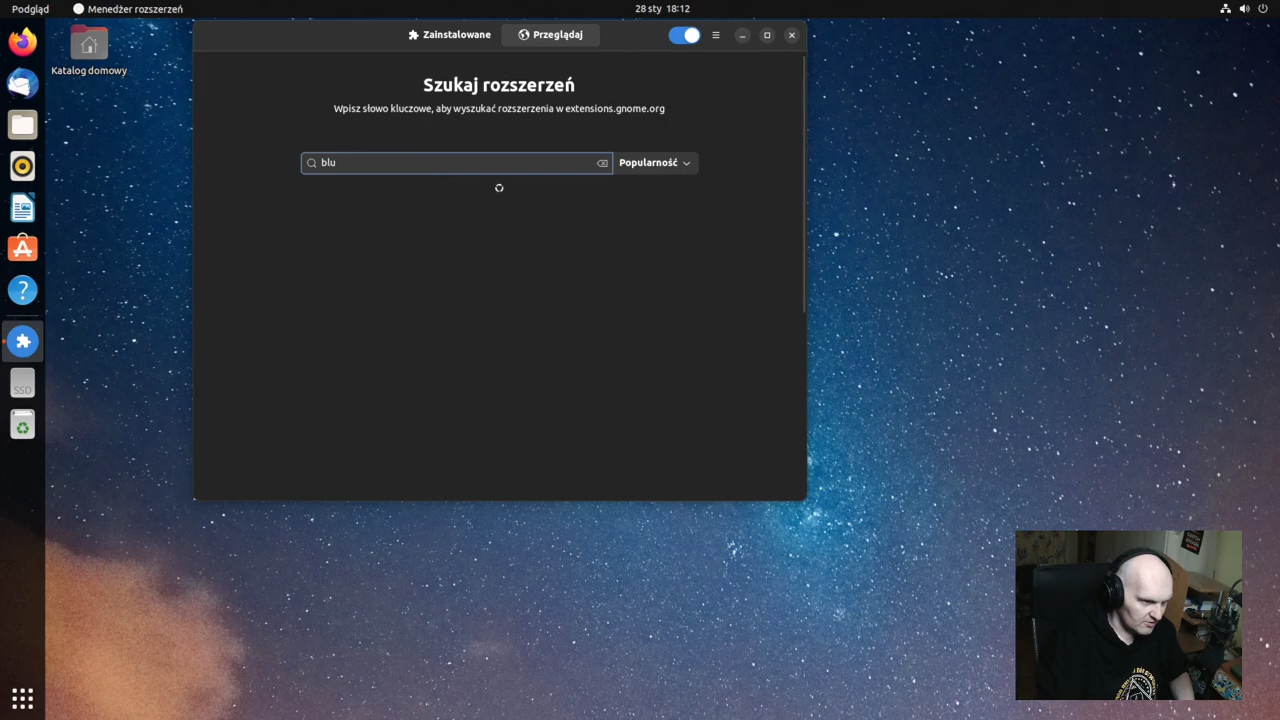 Podgląd
Menedżer rozszerzeń
28 sty 18:12
Zainstalowane
Przeglądaj
Katalog domowy
Szukaj rozszerzeń
Wpisz słowo kluczowe, aby wyszukać rozszerzenia w extensions.gnome.org
blu
Popularność
SSD